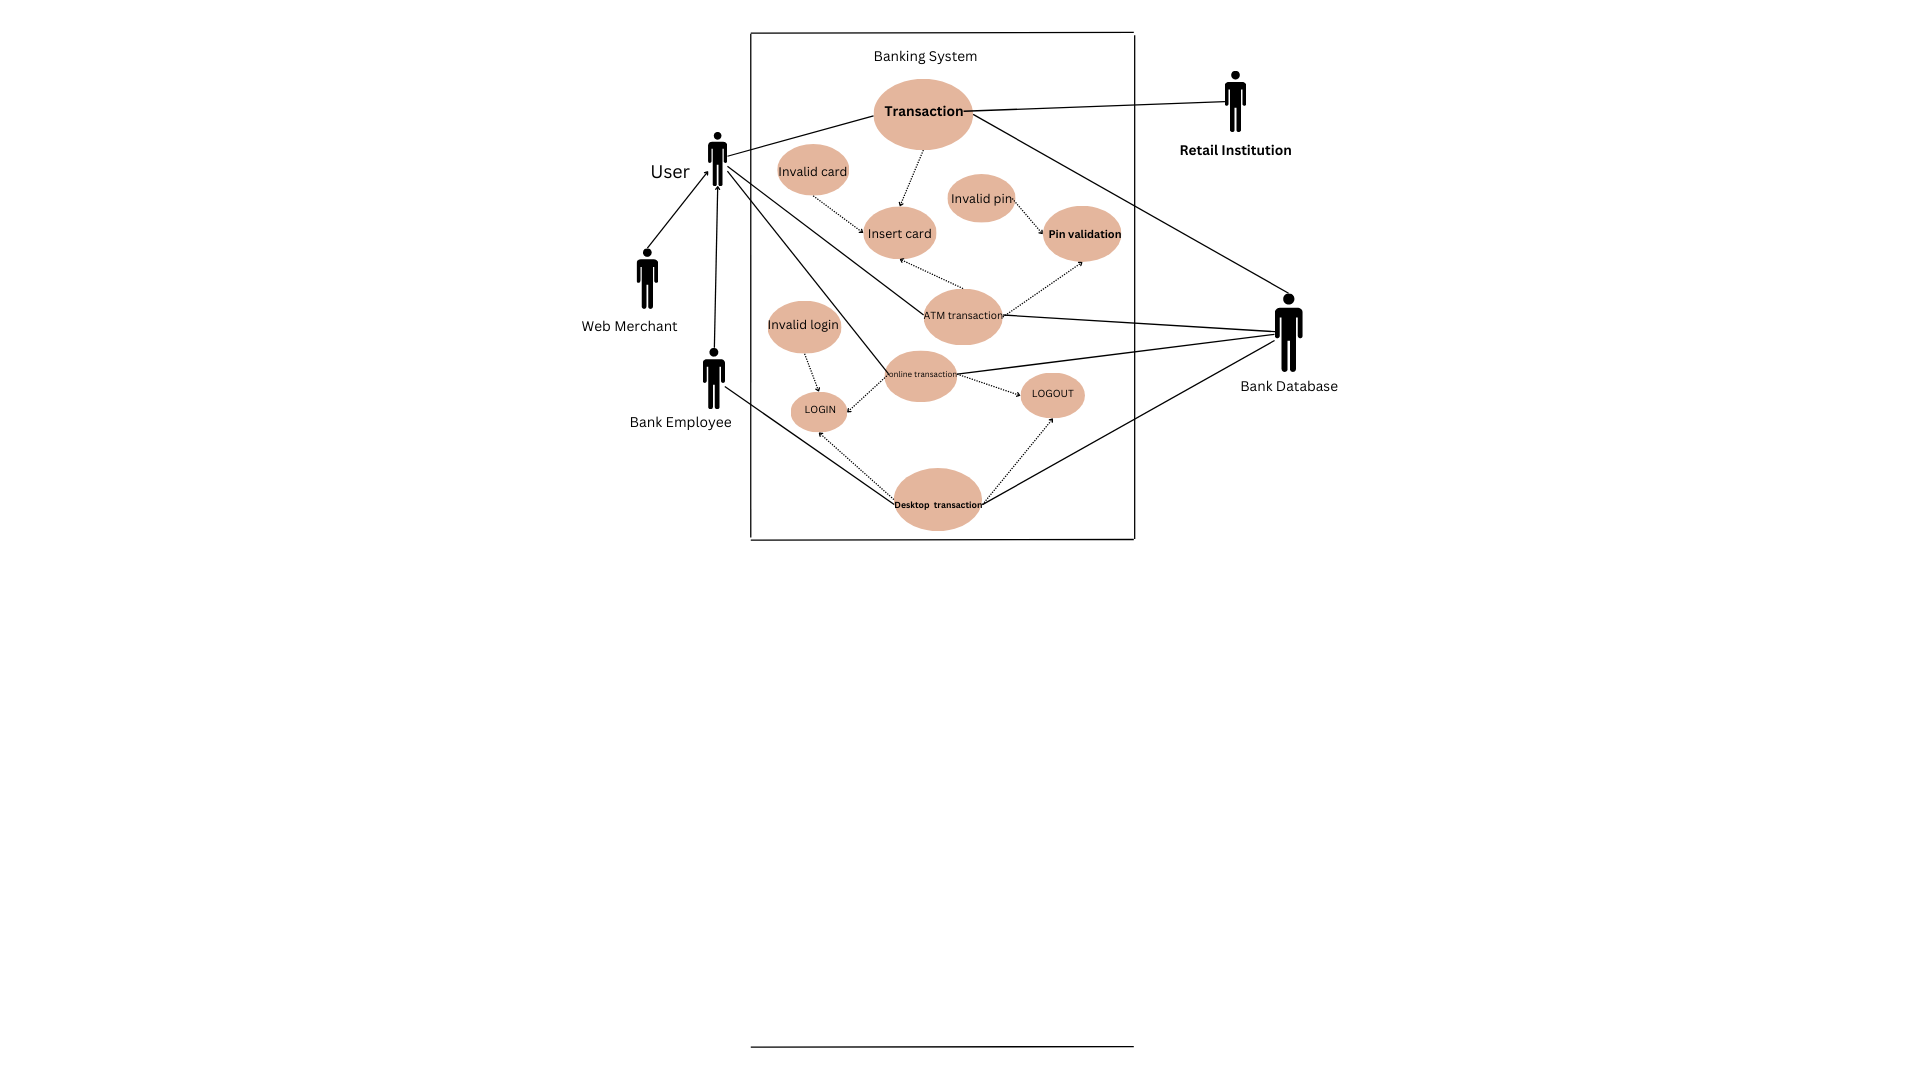 Banking System
Transaction
Retail Institution
User
Invalid card
Invalid pin
Insert card
Pin validation
Web Merchant
ATM transaction
Invalid login
online transaction
Bank Database
LOGIN
LOGOUT
Bank Employee
Desktop  transaction